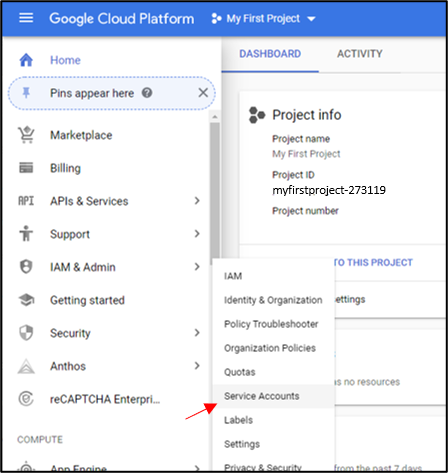 Google Cloud Platform
My First Project
DASHBOARD
ACTIVITY
Home
Pins appear here
Marketplace
Billing
API APIs & Services
Support
IAM & Admin
Getting started
Security
Anthos
reCAPTCHA Enterpri...
COMPUTE
App Engine
Project info
Project name
My First Project
Project ID
myfirstproject-273119
Project number
TO THIS PROJECT
settings
as no resources
from the past 7 days
IAM
Identity & Organization
Policy Troubleshooter
Organization Policies
Quotas
Service Accounts
Labels
Settings
Privacy & Security